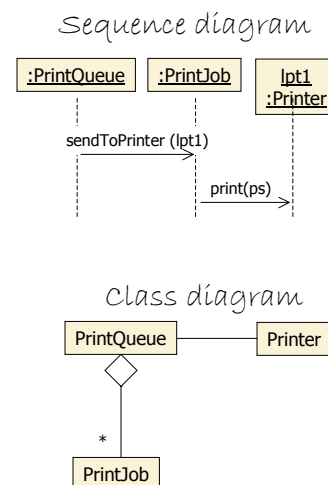 Sequence diagram
:PrintQueue :PrintJob lpt1
:Printer
sendToPrinter (lpt1)
print(ps)
Class diagram
PrintQueue Printer
*
PrintJob